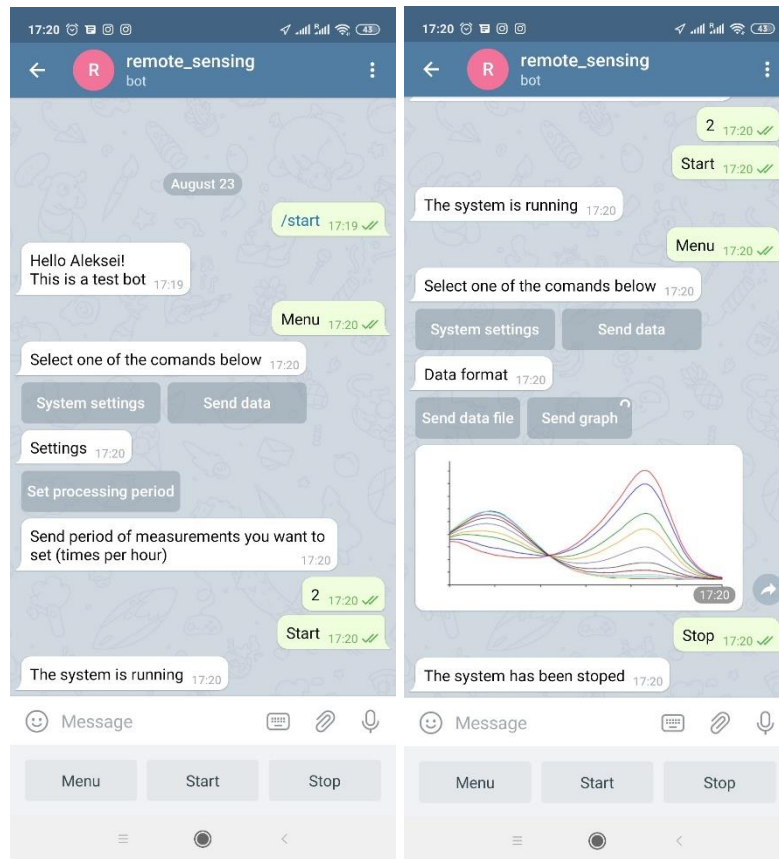 17:20
43
R
remote_sensing
bot
August 23
/start 17:19
Hello Aleksei!
This is a test bot 17:19
Menu 17:20
Select one of the comands below 17:20
System settings
Send data
Settings 17:20
Set processing period
Send period of measurements you want to
set (times per hour) 17:20
2 17:20
Start 17:20
The system is running 17:20
Message
Menu
Start
Stop
17:20
43
R
remote_sensing
bot
2 17:20
Start 17:20
The system is running 17:20
Menu 17:20
Select one of the comands below 17:20
System settings
Send data
Data format 17:20
Send data file
Send graph
17:20
Stop 17:20
The system has been stoped 17:20
Message
Menu
Start
Stop